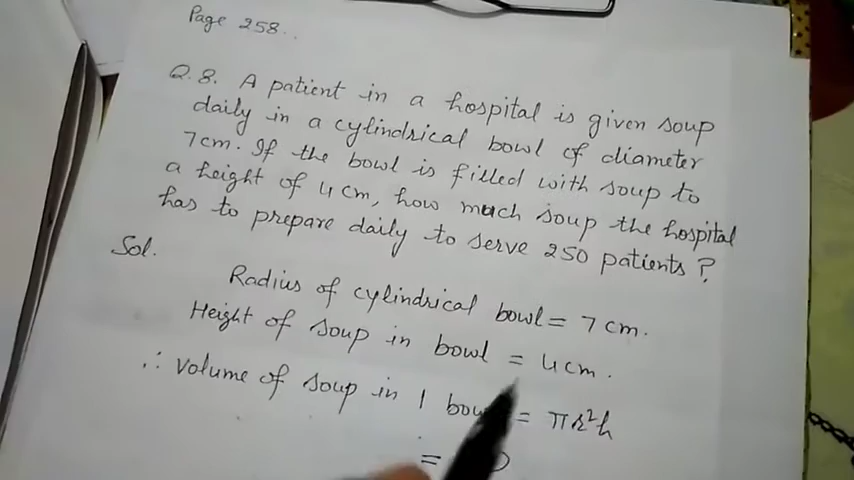 Page 258..
Q.8. A patient in a hospital is given soup
daily in a cylindrical bowl of diameter
7cm. If the bowl is filled with soup to
a height of 4 cm, how much soup the hospital
has to prepare daily to serve 250 patients?
Sol.
Radius of cylindrical bowl = 7 cm.
Height of soup in bowl = 4cm.
∴ Volume of soup in 1 = πr²h
=